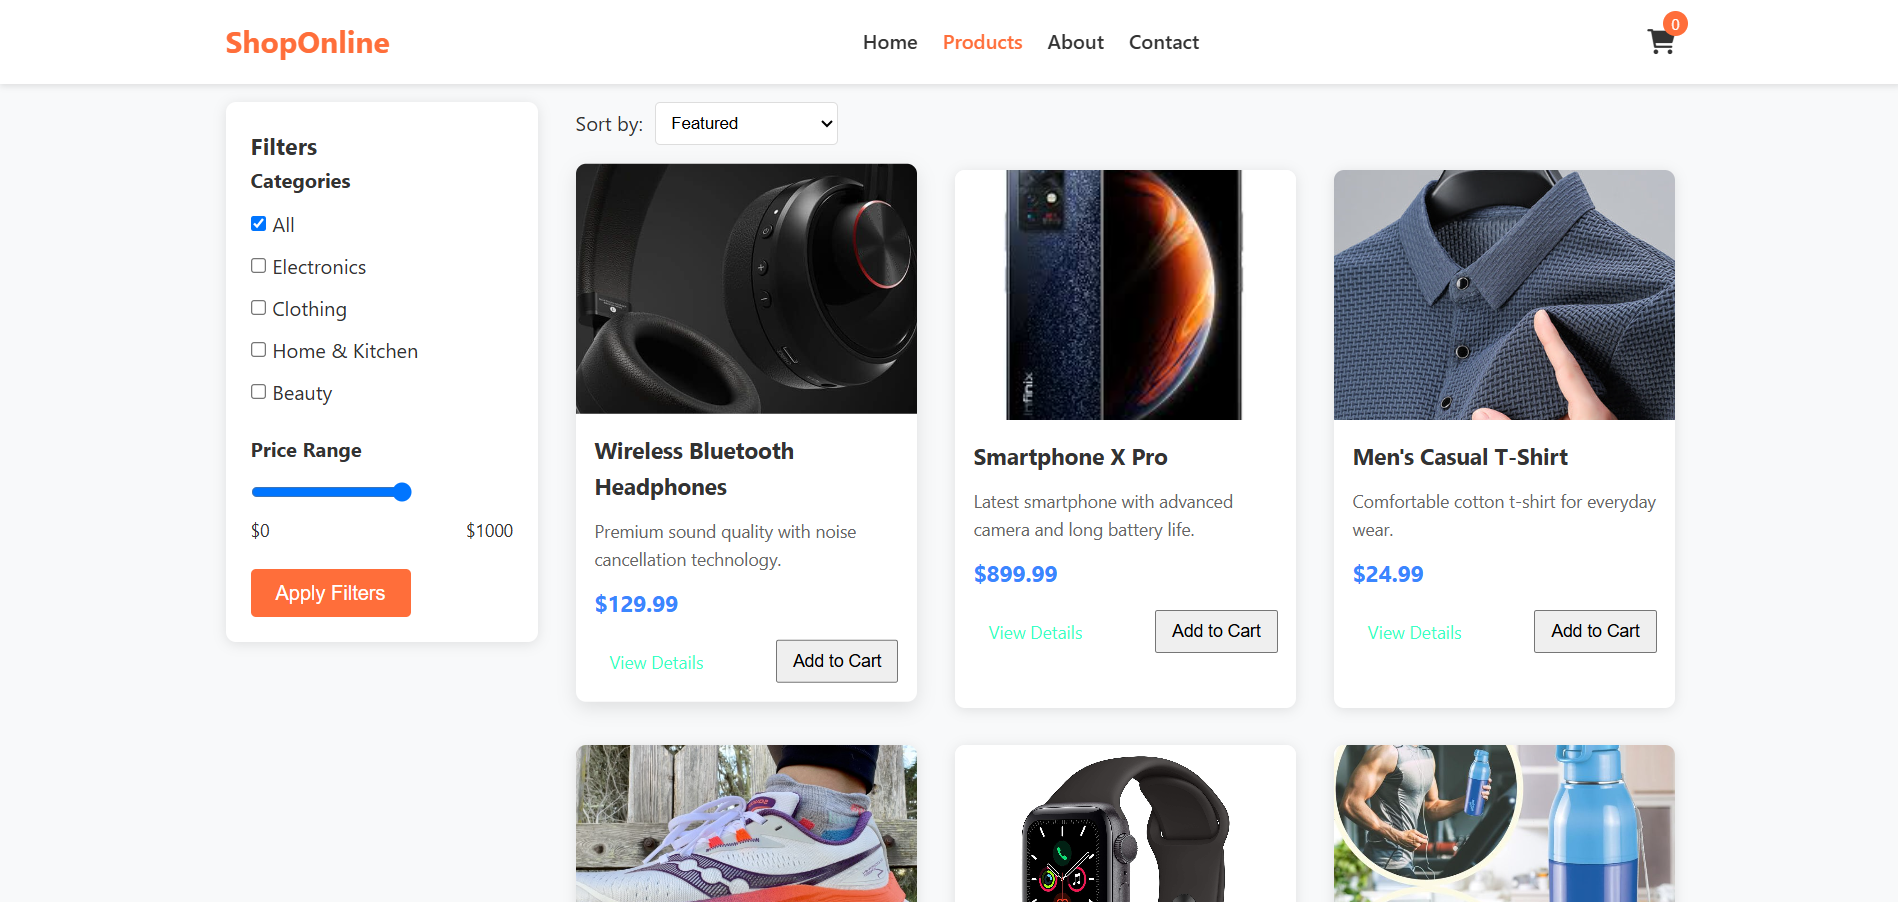 ShopOnline
Home
Products
About
Contact
0
Filters
Categories
All
Electronics
Clothing
Home & Kitchen
Beauty
Price Range
$0
$1000
Apply Filters
Sort by:
Featured
Wireless Bluetooth
Headphones
Premium sound quality with noise
cancellation technology.
$129.99
View Details
Add to Cart
Infinix
Smartphone X Pro
Latest smartphone with advanced
camera and long battery life.
$899.99
View Details
Add to Cart
Men's Casual T-Shirt
Comfortable cotton t-shirt for everyday
wear.
$24.99
View Details
Add to Cart